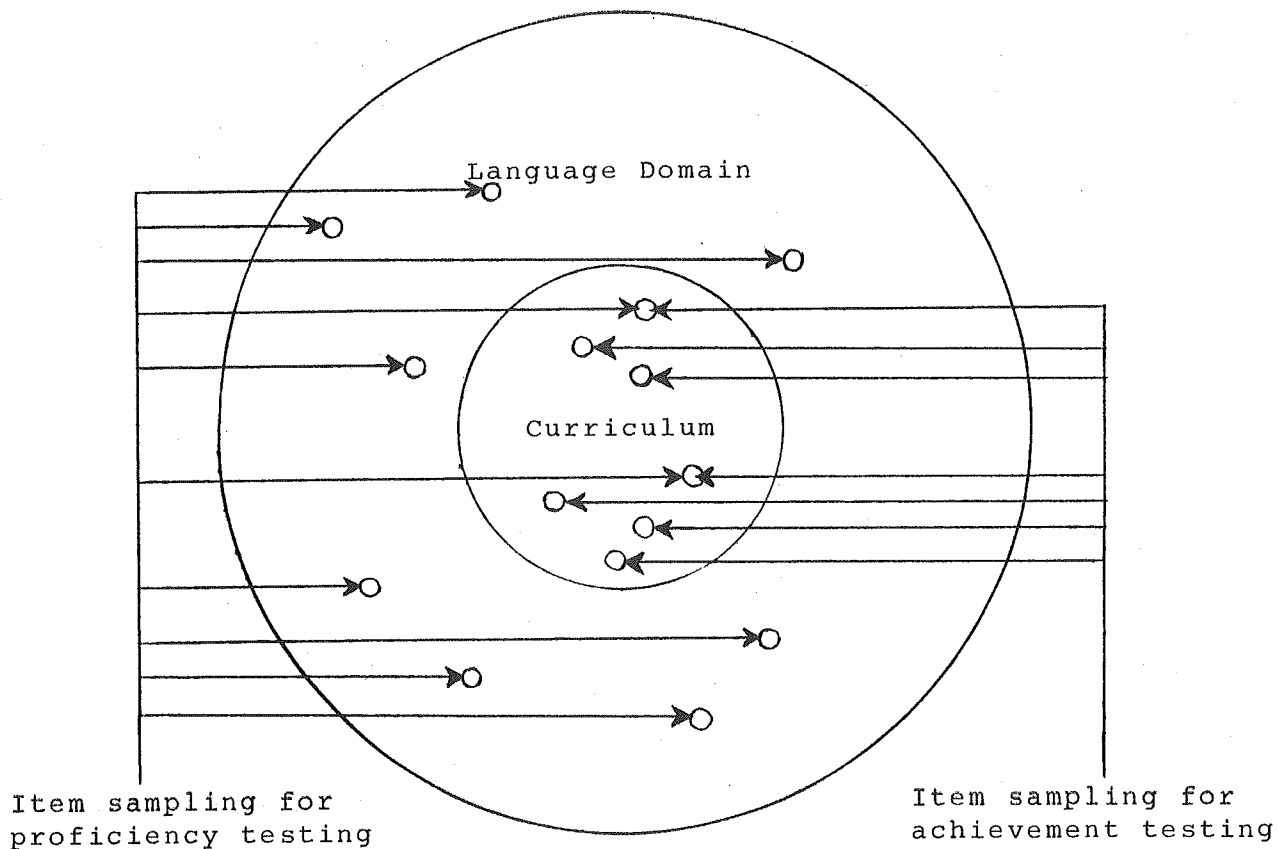 Language Domain
Curriculum
Item sampling for
proficiency testing
Item sampling for
achievement testing